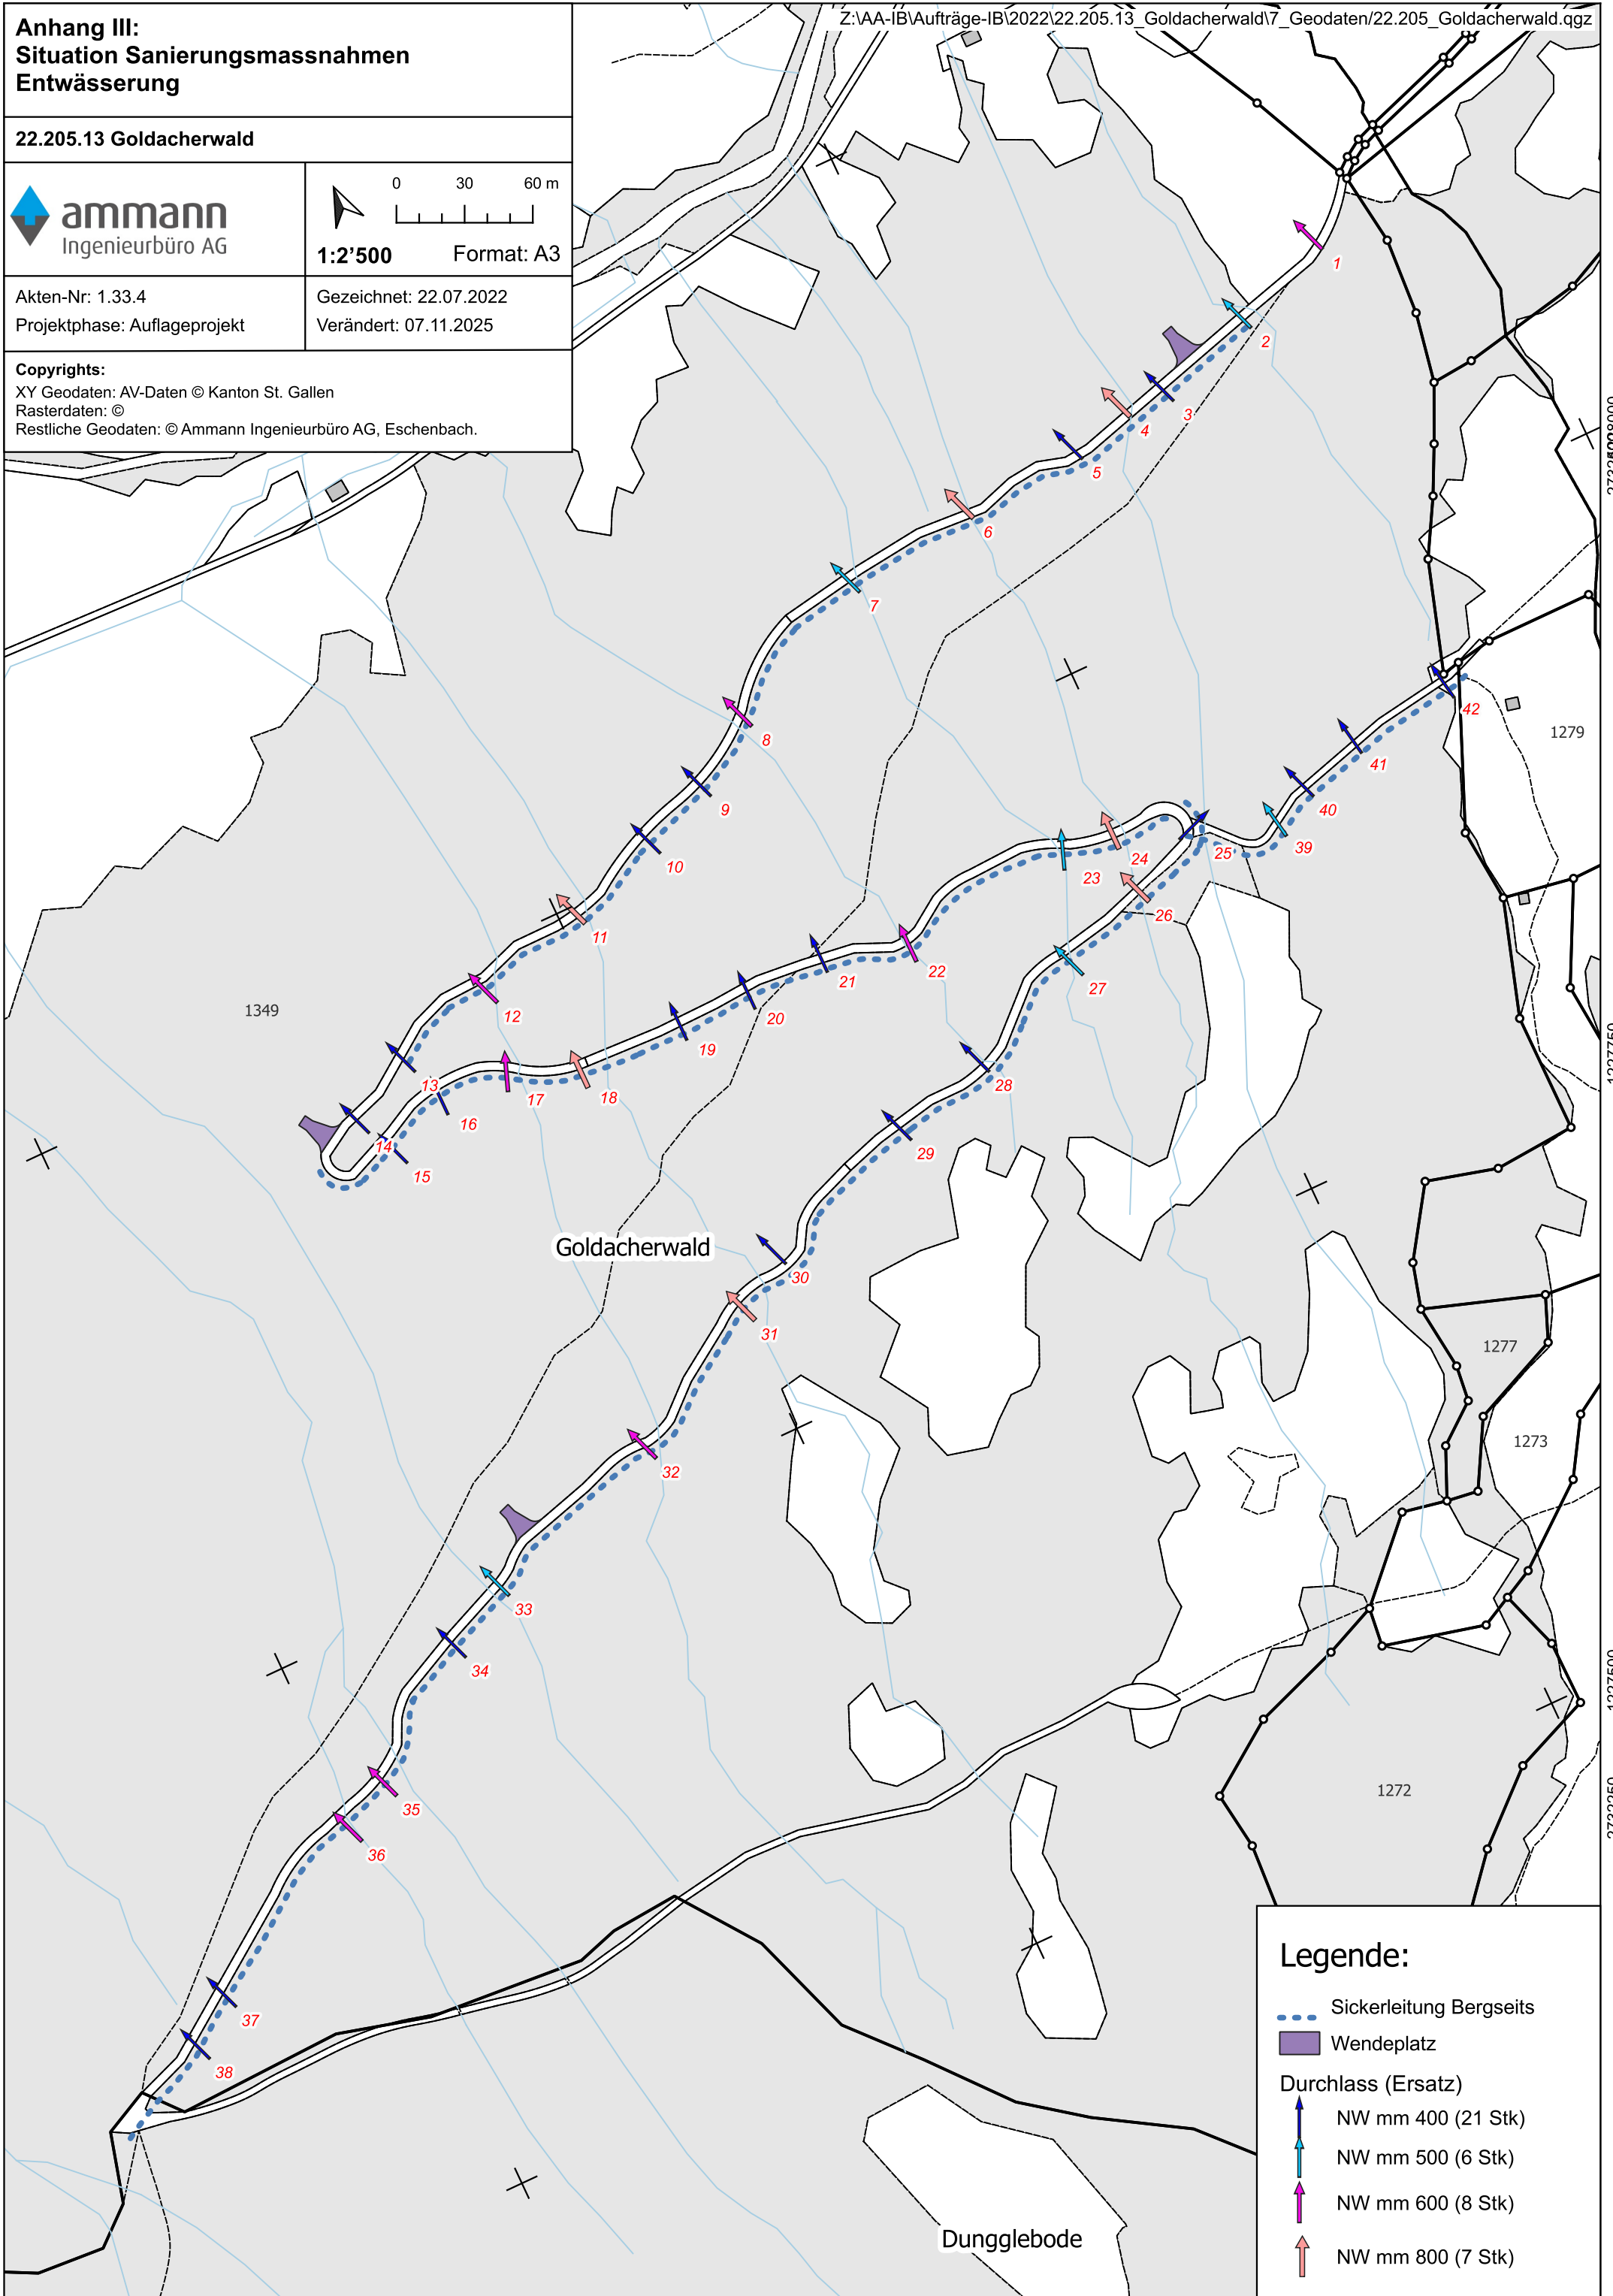 Z:\AA-IB\Aufträge-IB\2022\22.205.13_Goldacherwald\7_Geodaten/22.205_Goldacherwald.qgz
Anhang III:
Situation Sanierungsmassnahmen
Entwässerung
22.205.13 Goldacherwald
ammann
Ingenieurbüro AG
0 30 60 m
1:2’500 Format: A3
Akten-Nr: 1.33.4
Projektphase: Auflageprojekt
Gezeichnet: 22.07.2022
Verändert: 07.11.2025
Copyrights:
XY Geodaten: AV-Daten © Kanton St. Gallen
Rasterdaten: ©
Restliche Geodaten: © Ammann Ingenieurbüro AG, Eschenbach.
1
2
3
4
5
6
7
8
9
10
11
12
13
14
15
16
17
18
19
20
21
22
23
24
25
26
27
28
29
30
31
32
33
34
35
36
37
38
39
40
41
42
1279
1349
Goldacherwald
1277
1273
1272
Dungglebode
Legende:
Sickerleitung Bergseits
Wendeplatz
Durchlass (Ersatz)
NW mm 400 (21 Stk)
NW mm 500 (6 Stk)
NW mm 600 (8 Stk)
NW mm 800 (7 Stk)